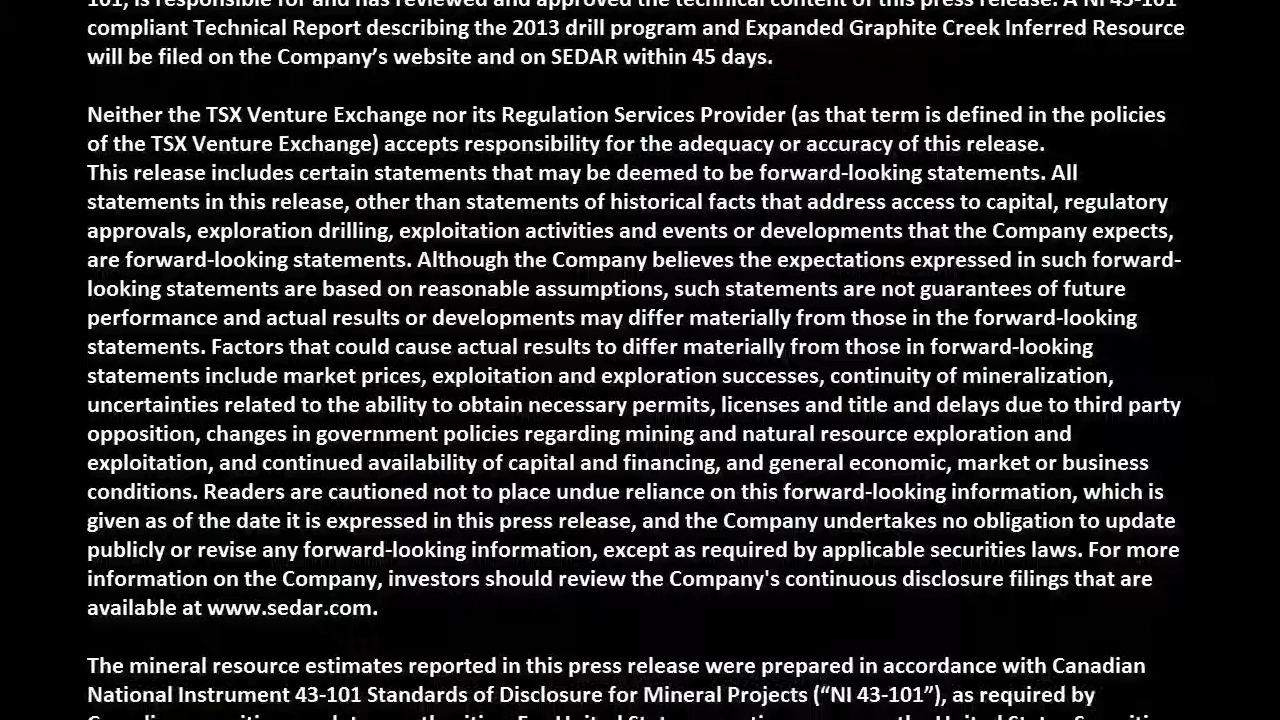 101, is responsible for and has reviewed and approved the technical content of this press release. A NI 43-101
compliant Technical Report describing the 2013 drill program and Expanded Graphite Creek Inferred Resource
will be filed on the Company’s website and on SEDAR within 45 days.
Neither the TSX Venture Exchange nor its Regulation Services Provider (as that term is defined in the policies
of the TSX Venture Exchange) accepts responsibility for the adequacy or accuracy of this release.
This release includes certain statements that may be deemed to be forward-looking statements. All
statements in this release, other than statements of historical facts that address access to capital, regulatory
approvals, exploration drilling, exploitation activities and events or developments that the Company expects,
are forward-looking statements. Although the Company believes the expectations expressed in such forward-
looking statements are based on reasonable assumptions, such statements are not guarantees of future
performance and actual results or developments may differ materially from those in the forward-looking
statements. Factors that could cause actual results to differ materially from those in forward-looking
statements include market prices, exploitation and exploration successes, continuity of mineralization,
uncertainties related to the ability to obtain necessary permits, licenses and title and delays due to third party
opposition, changes in government policies regarding mining and natural resource exploration and
exploitation, and continued availability of capital and financing, and general economic, market or business
conditions. Readers are cautioned not to place undue reliance on this forward-looking information, which is
given as of the date it is expressed in this press release, and the Company undertakes no obligation to update
publicly or revise any forward-looking information, except as required by applicable securities laws. For more
information on the Company, investors should review the Company's continuous disclosure filings that are
available at www.sedar.com.
The mineral resource estimates reported in this press release were prepared in accordance with Canadian
National Instrument 43-101 Standards of Disclosure for Mineral Projects (“NI 43-101”), as required by